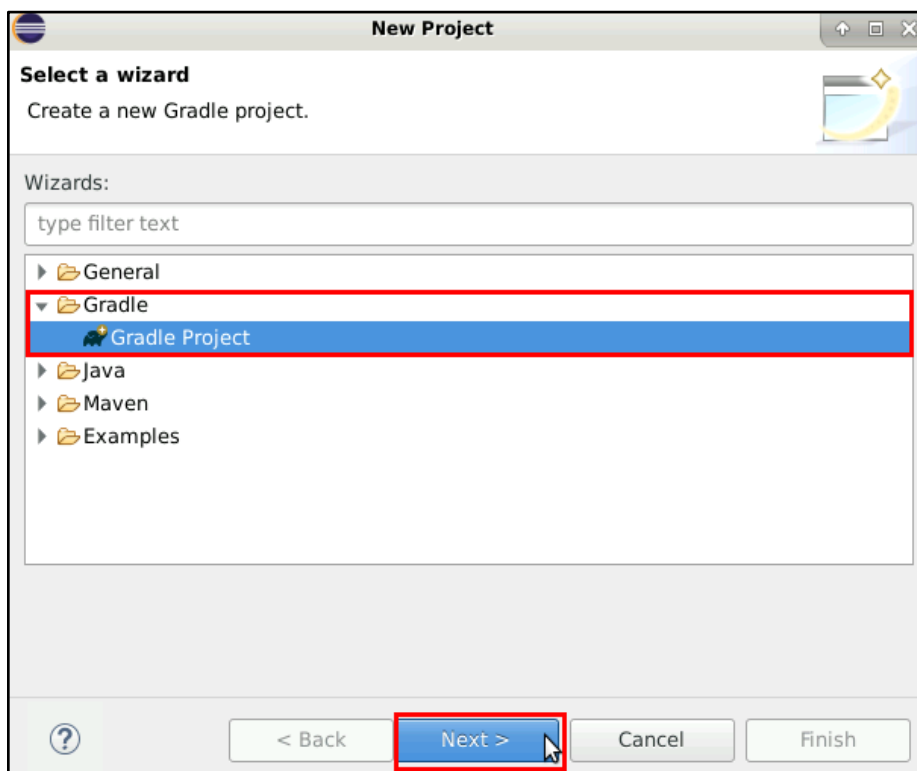 New Project
Select a wizard
Create a new Gradle project.
Wizards:
type filter text
General
Gradle
Gradle Project
Java
Maven
Examples
? < Back Next > Cancel Finish